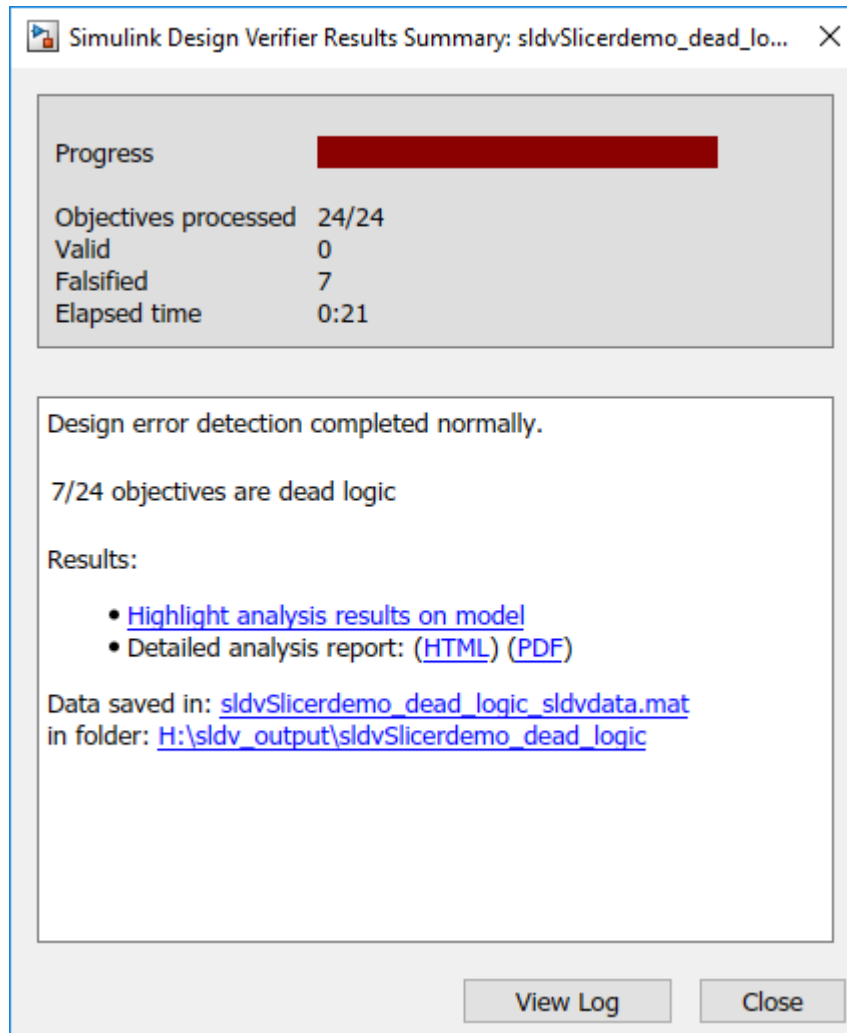 Simulink Design Verifier Results Summary: sldvSlicerdemo_dead_lo...
Progress
Objectives processed 24/24
Valid 0
Falsified 7
Elapsed time 0:21
Design error detection completed normally.
7/24 objectives are dead logic
Results:
• Highlight analysis results on model
• Detailed analysis report: (HTML) (PDF)
Data saved in: sldvSlicerdemo_dead_logic_sldvdata.mat
in folder: H:\sldv_output\sldvSlicerdemo_dead_logic
View Log Close